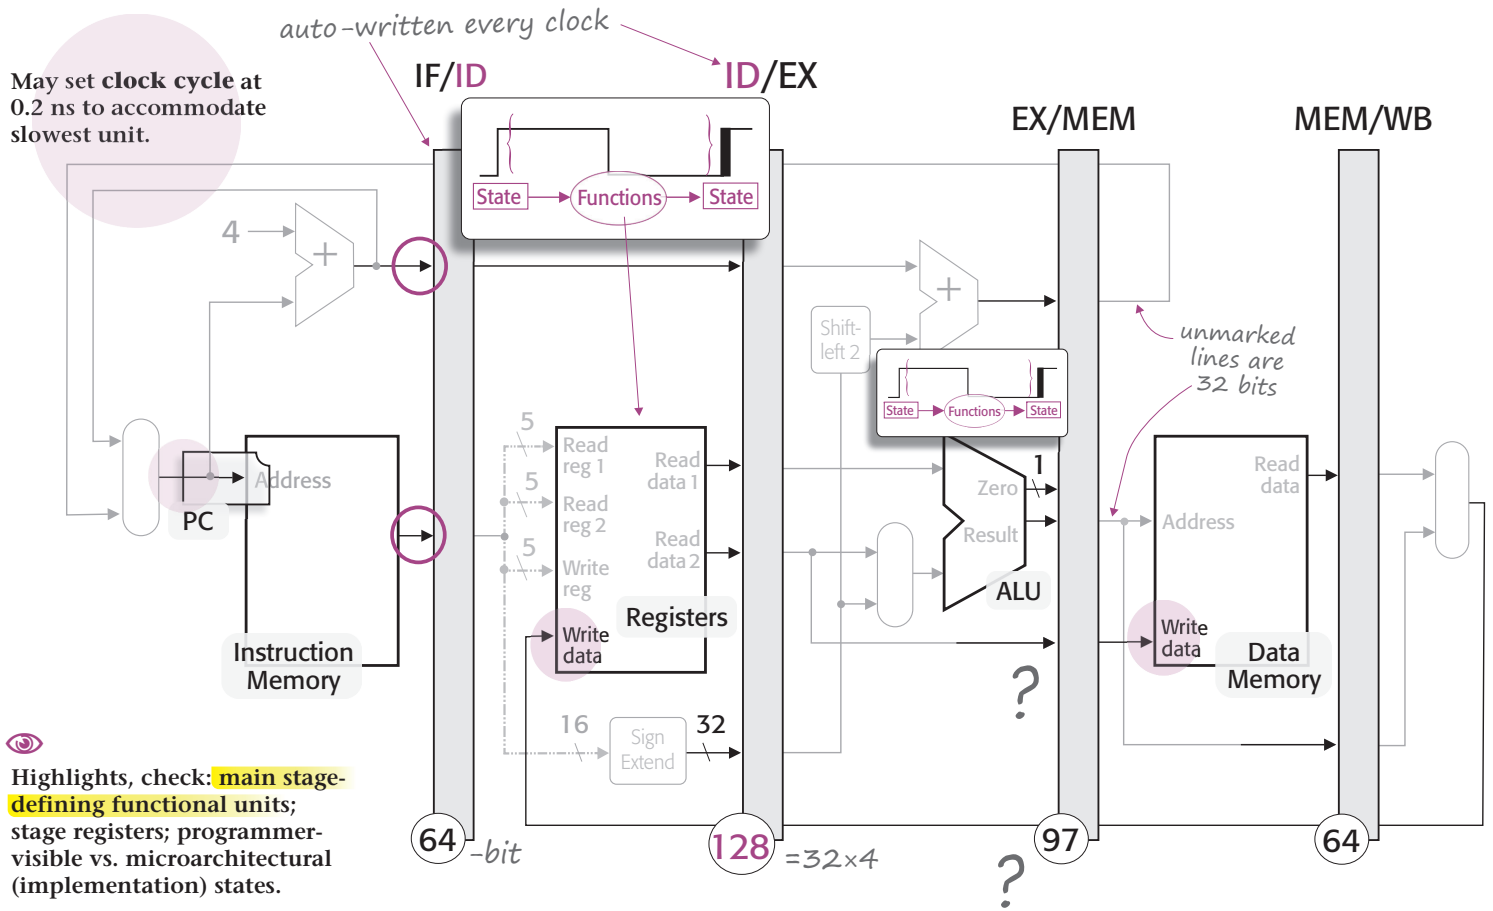 auto-written every clock
May set clock cycle at
0.2 ns to accommodate
slowest unit.
IF/ID
ID/EX
EX/MEM
MEM/WB
State
Functions
State
4
+
+
Shift-
left 2
unmarked
lines are
32 bits
State
Functions
State
5
Read
reg 1
5
Read
reg 2
5
Write
reg
Write
data
Read
data 1
Read
data 2
Registers
Address
PC
Instruction
Memory
1
Zero
Result
ALU
Address
Read
data
Write
data
Data
Memory
?
16
Sign
Extend
32
Highlights, check: main stage-
defining functional units;
stage registers; programmer-
visible vs. microarchitectural
(implementation) states.
64 -bit
128 =32×4
?
97
64